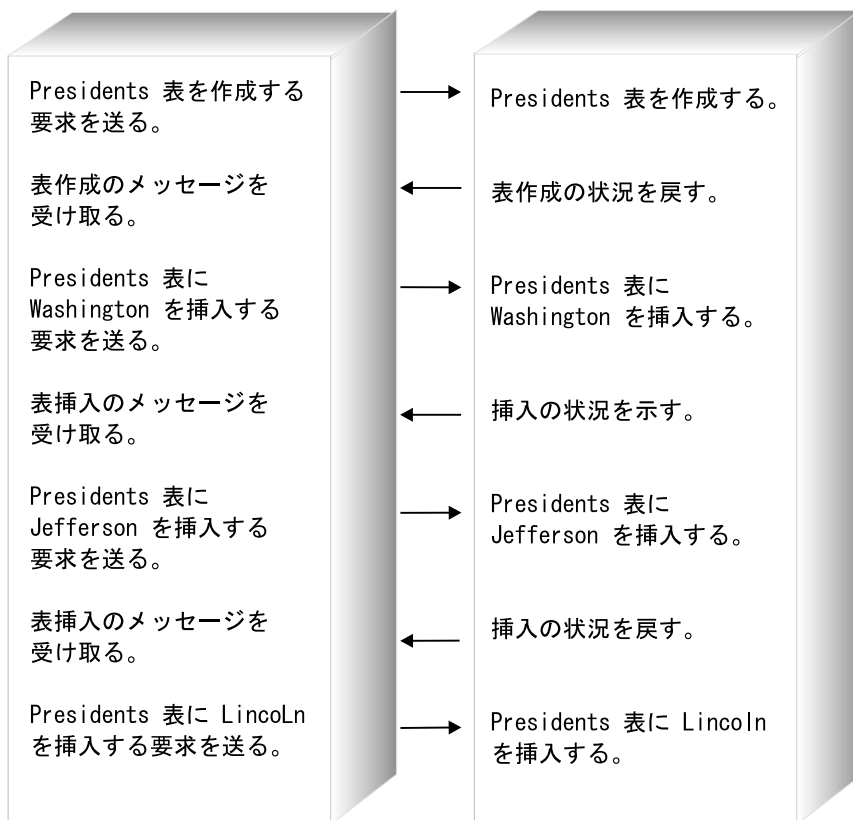 Presidents 表を作成する
要求を送る。
表作成のメッセージを
受け取る。
Presidents 表に
Washington を挿入する
要求を送る。
表挿入のメッセージを
受け取る。
Presidents 表に
Jefferson を挿入する
要求を送る。
表挿入のメッセージを
受け取る。
Presidents 表に LincoLn
を挿入する要求を送る。
Presidents 表を作成する。
表作成の状況を戻す。
Presidents 表に
Washington を挿入する。
挿入の状況を示す。
Presidents 表に
Jefferson を挿入する。
挿入の状況を戻す。
Presidents 表に Lincoln
を挿入する。